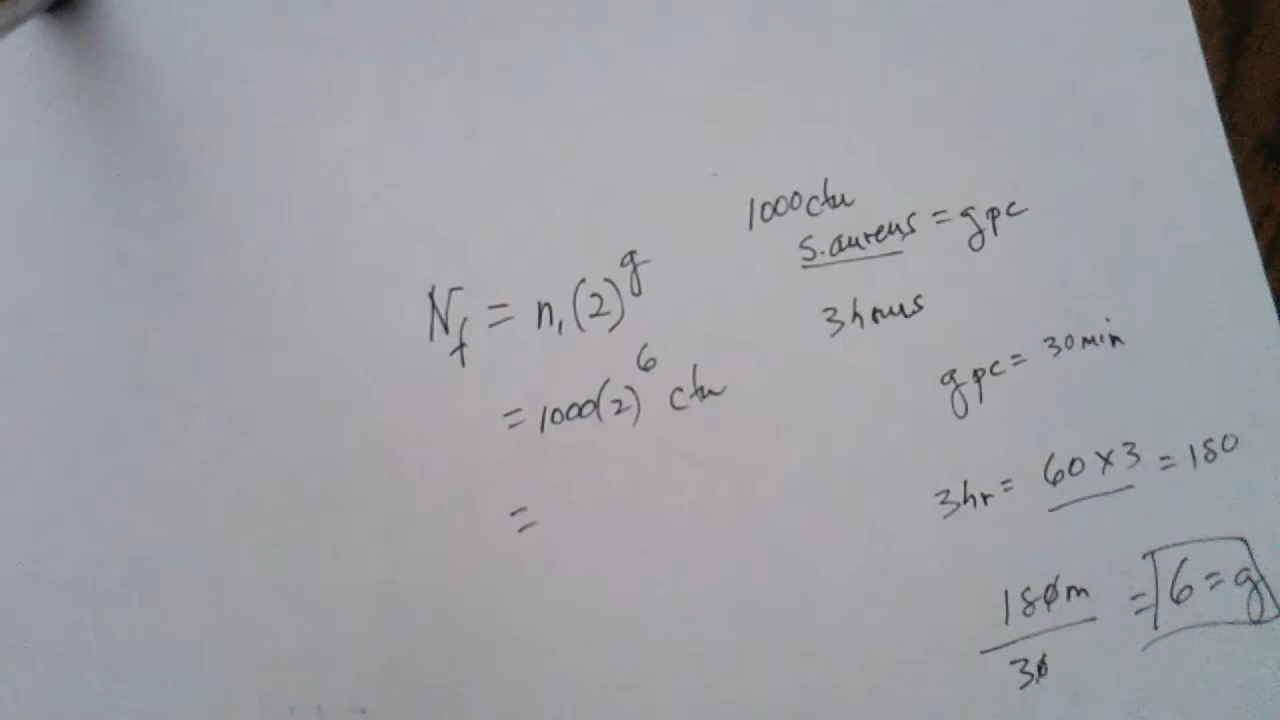 1000 cfu
S. aureus = gpc
3 hours
N_f = n₁(2)^g
= 1000(2)^6 cfu
=
gpc = 30 min
3hr = 60 x 3 = 180
180m / 30 = 6 = g